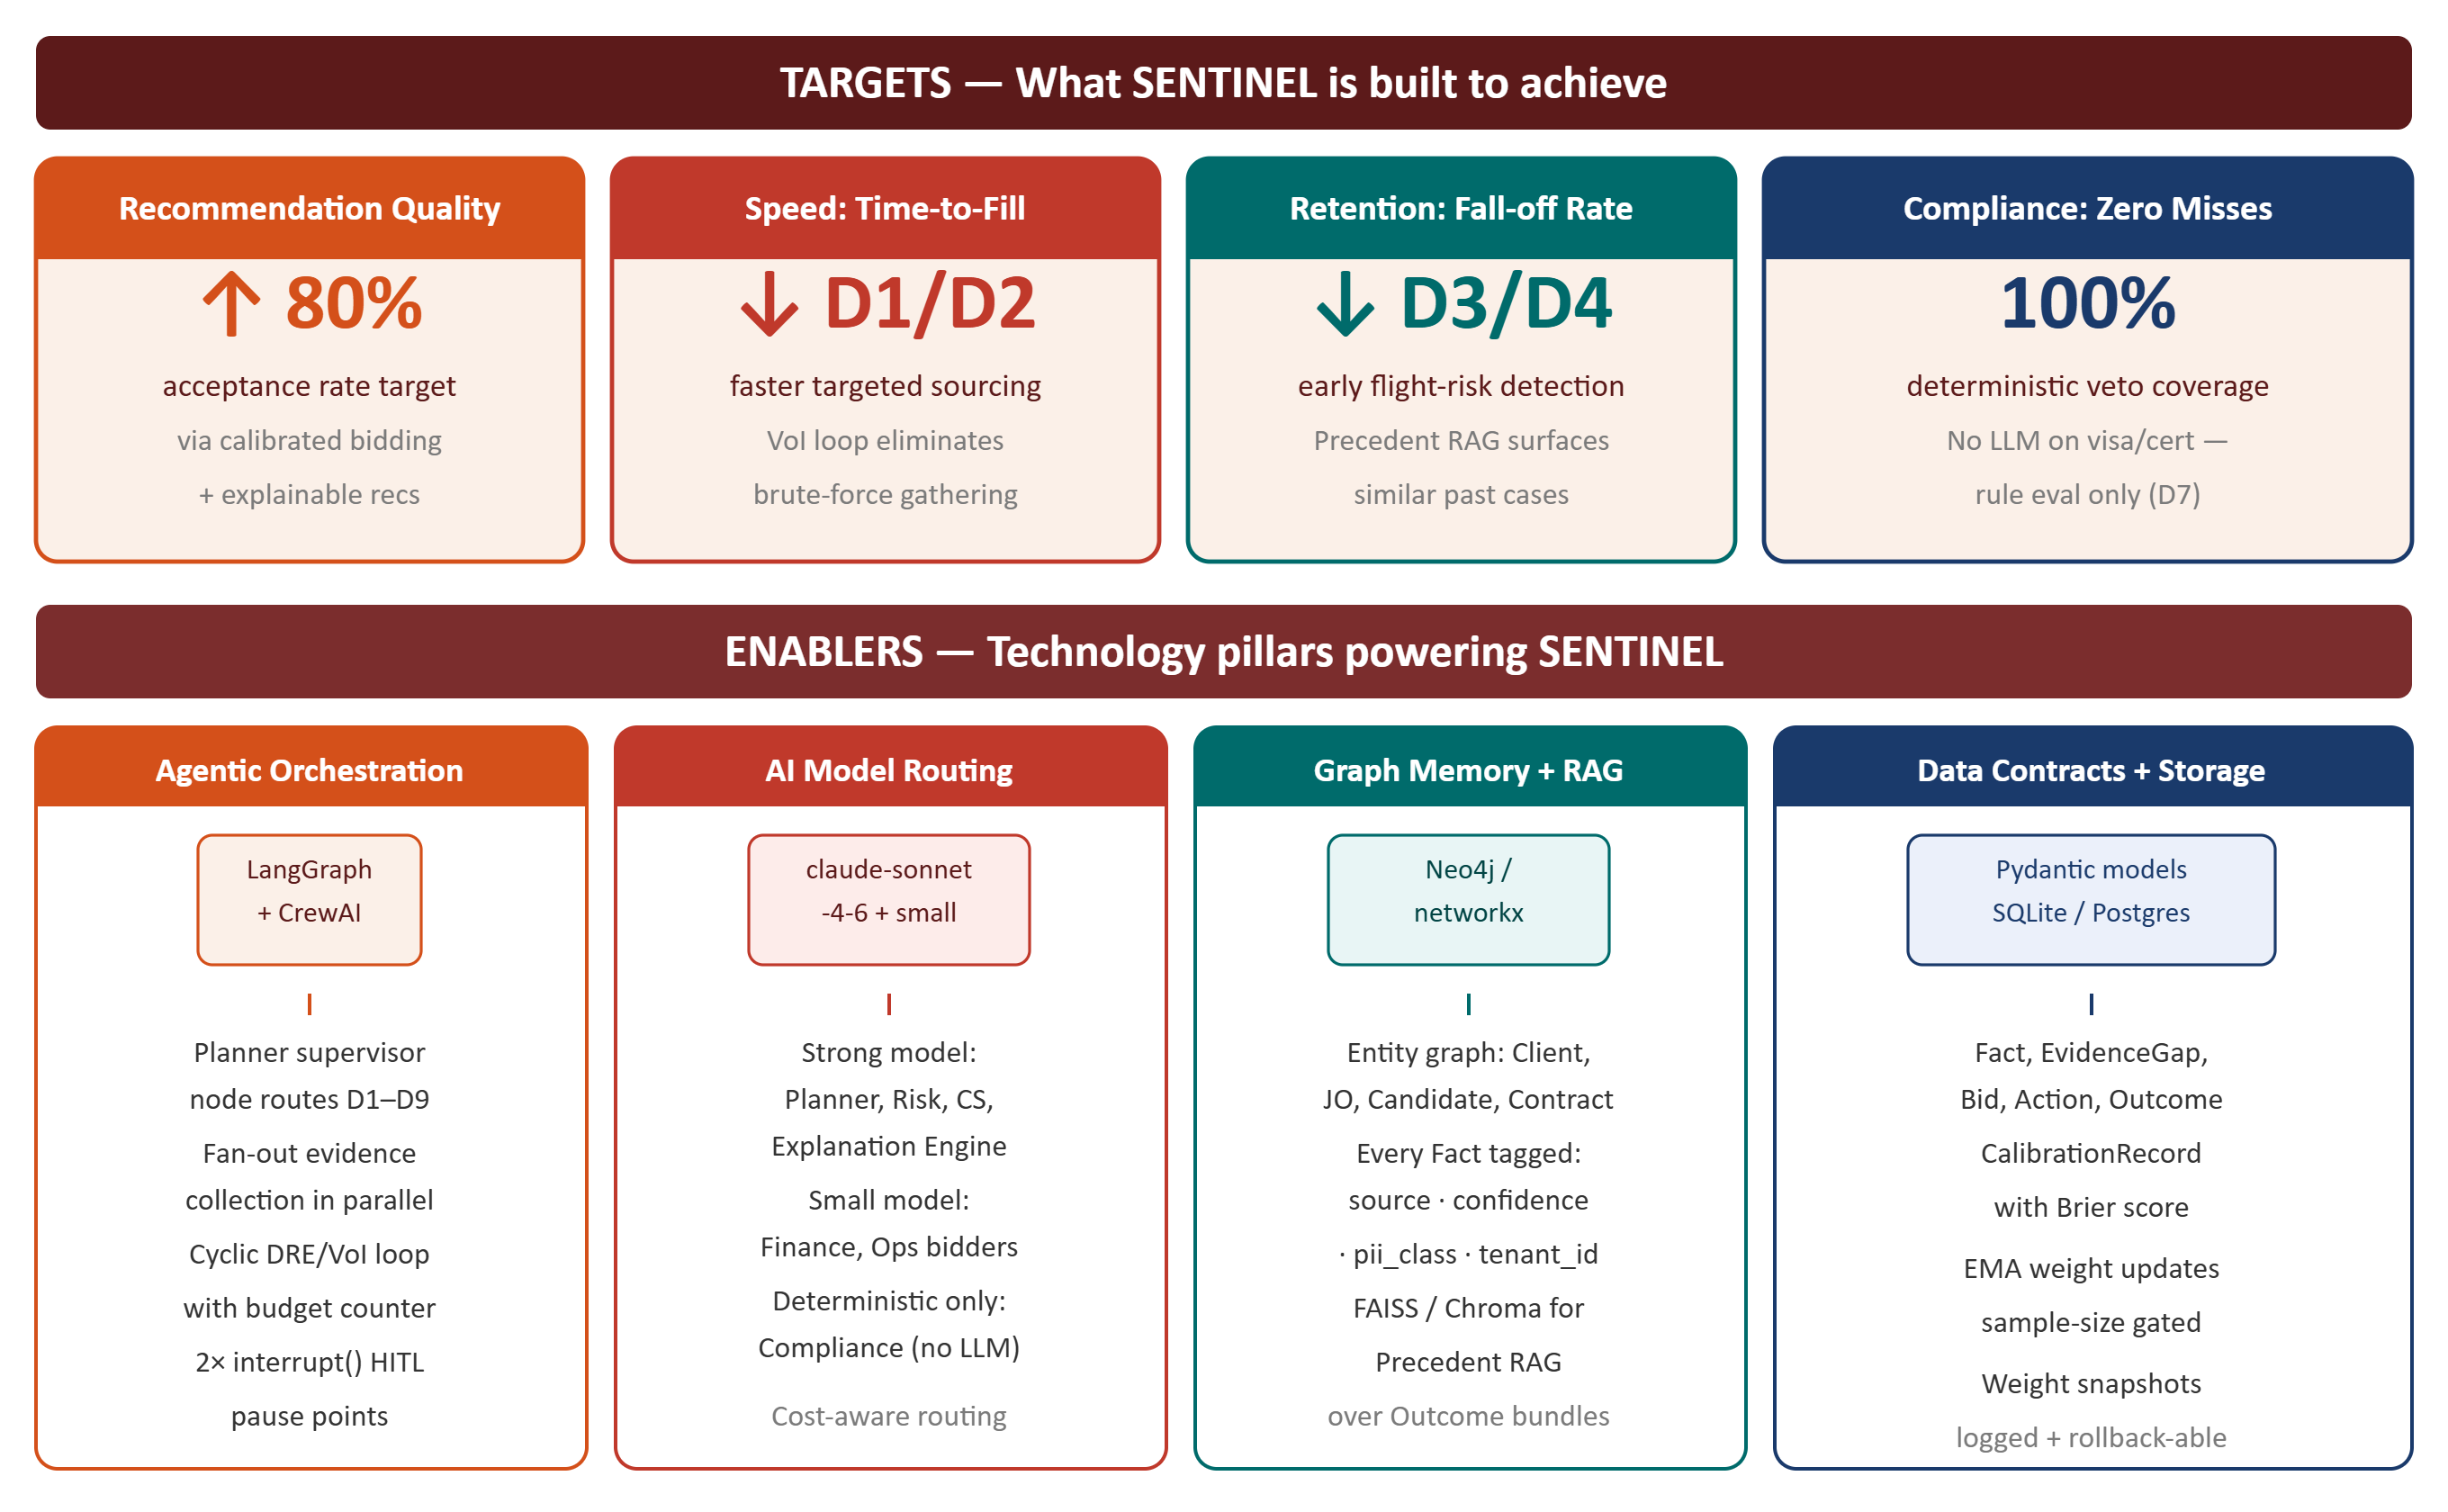 TARGETS — What SENTINEL is built to achieve
Recommendation Quality
↑ 80%
acceptance rate target
via calibrated bidding
+ explainable recs
Speed: Time-to-Fill
↓ D1/D2
faster targeted sourcing
VoI loop eliminates
brute-force gathering
Retention: Fall-off Rate
↓ D3/D4
early flight-risk detection
Precedent RAG surfaces
similar past cases
Compliance: Zero Misses
100%
deterministic veto coverage
No LLM on visa/cert —
rule eval only (D7)
ENABLERS — Technology pillars powering SENTINEL
Agentic Orchestration
LangGraph
+ CrewAI
Planner supervisor
node routes D1–D9
Fan-out evidence
collection in parallel
Cyclic DRE/VoI loop
with budget counter
2× interrupt() HITL
pause points
AI Model Routing
claude-sonnet
-4-6 + small
Strong model:
Planner, Risk, CS,
Explanation Engine
Small model:
Finance, Ops bidders
Deterministic only:
Compliance (no LLM)
Cost-aware routing
Graph Memory + RAG
Neo4j /
networkx
Entity graph: Client,
JO, Candidate, Contract
Every Fact tagged:
source · confidence
· pii_class · tenant_id
FAISS / Chroma for
Precedent RAG
over Outcome bundles
Data Contracts + Storage
Pydantic models
SQLite / Postgres
Fact, EvidenceGap,
Bid, Action, Outcome
CalibrationRecord
with Brier score
EMA weight updates
sample-size gated
Weight snapshots
logged + rollback-able